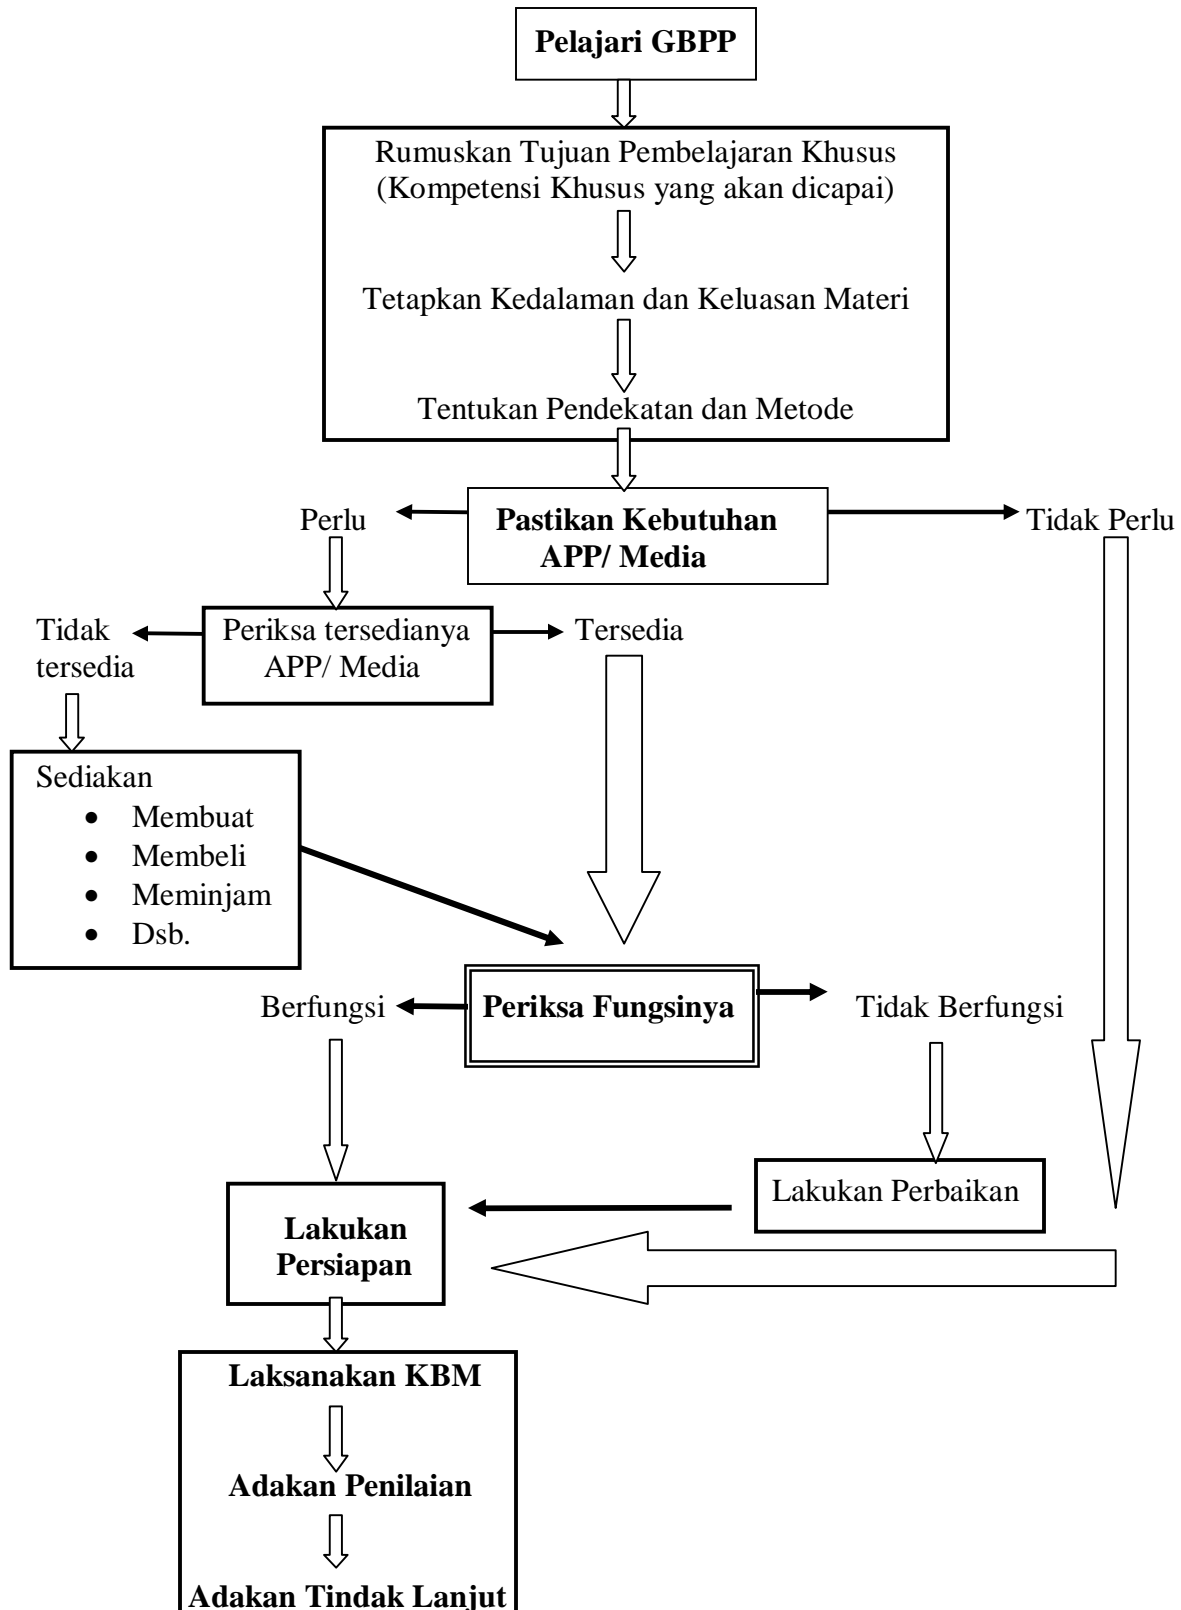 Pelajari GBPP
Rumuskan Tujuan Pembelajaran Khusus
(Kompetensi Khusus yang akan dicapai)
Tetapkan Kedalaman dan Keluasan Materi
Tentukan Pendekatan dan Metode
Perlu
Pastikan Kebutuhan
APP/ Media
Tidak Perlu
Tidak
tersedia
Periksa tersedianya
APP/ Media
Tersedia
Sediakan
• Membuat
• Membeli
• Meminjam
• Dsb.
Berfungsi
Periksa Fungsinya
Tidak Berfungsi
Lakukan Perbaikan
Lakukan
Persiapan
Laksanakan KBM
Adakan Penilaian
Adakan Tindak Lanjut